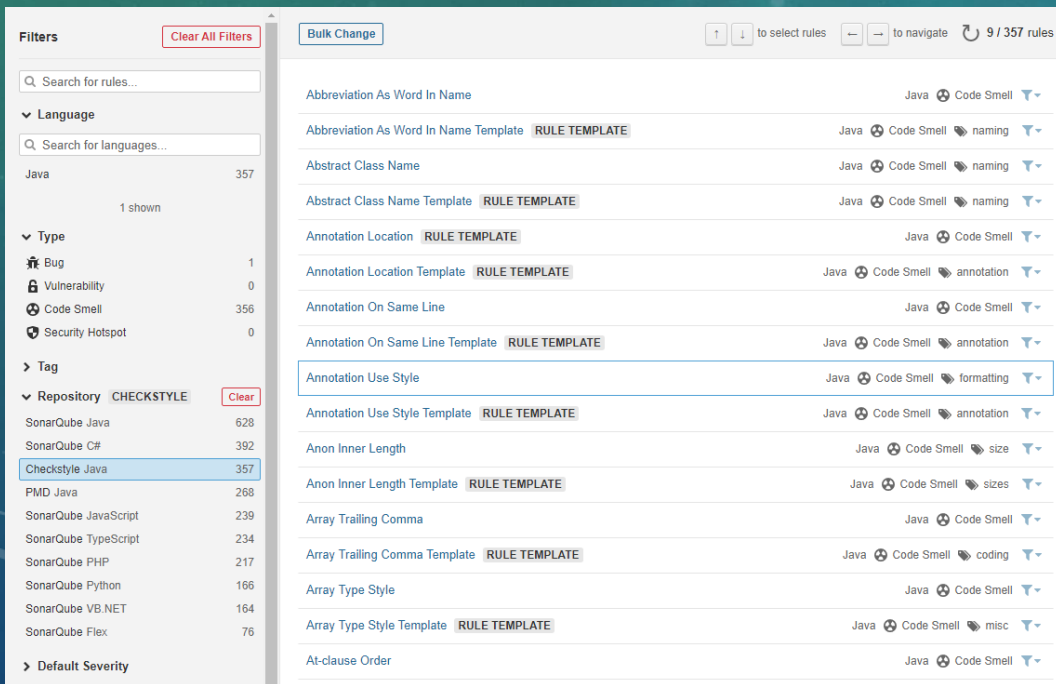 Filters
Clear All Filters
Search for rules...
Language
Search for languages...
Java 357
1 shown
Type
Bug 1
Vulnerability 0
Code Smell 356
Security Hotspot 0
Tag
Repository CHECKSTYLE Clear
SonarQube Java 628
SonarQube C# 392
Checkstyle Java 357
PMD Java 268
SonarQube JavaScript 239
SonarQube TypeScript 234
SonarQube PHP 217
SonarQube Python 166
SonarQube VB.NET 164
SonarQube Flex 76
Default Severity
Bulk Change
↑ ↓ to select rules ← → to navigate 9 / 357 rules
Abbreviation As Word In Name Java Code Smell
Abbreviation As Word In Name Template RULE TEMPLATE Java Code Smell naming
Abstract Class Name Java Code Smell naming
Abstract Class Name Template RULE TEMPLATE Java Code Smell naming
Annotation Location RULE TEMPLATE Java Code Smell
Annotation Location Template RULE TEMPLATE Java Code Smell annotation
Annotation On Same Line Java Code Smell
Annotation On Same Line Template RULE TEMPLATE Java Code Smell annotation
Annotation Use Style Java Code Smell formatting
Annotation Use Style Template RULE TEMPLATE Java Code Smell annotation
Anon Inner Length Java Code Smell size
Anon Inner Length Template RULE TEMPLATE Java Code Smell sizes
Array Trailing Comma Java Code Smell
Array Trailing Comma Template RULE TEMPLATE Java Code Smell coding
Array Type Style Java Code Smell
Array Type Style Template RULE TEMPLATE Java Code Smell misc
At-clause Order Java Code Smell